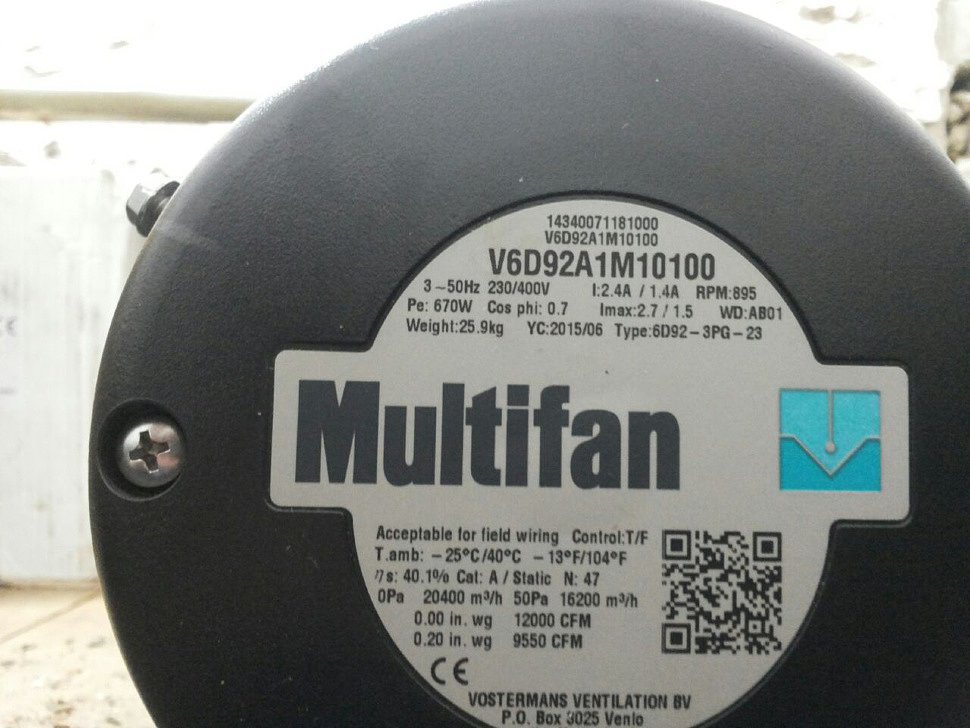 14340071181000
V6D92A1M10100
V6D92A1M10100
3~50Hz 230/400V I:2.4A / 1.4A RPM:895
Pe: 670W Cos phi: 0.7 Imax:2.7 / 1.5 WD:AB01
Weight:25.9kg YC:2015/06 Type:6D92-3PG-23
Multifan
Acceptable for field wiring Control:T/F
T.amb: -25°C/40°C -13°F/104°F
ηs: 40.1% Cat: A / Static N: 47
0Pa 20400 m³/h 50Pa 16200 m³/h
0.00 in. wg 12000 CFM
0.20 in. wg 9550 CFM
CE
VOSTERMANS VENTILATION BV
P.O. Box 3025 Venlo